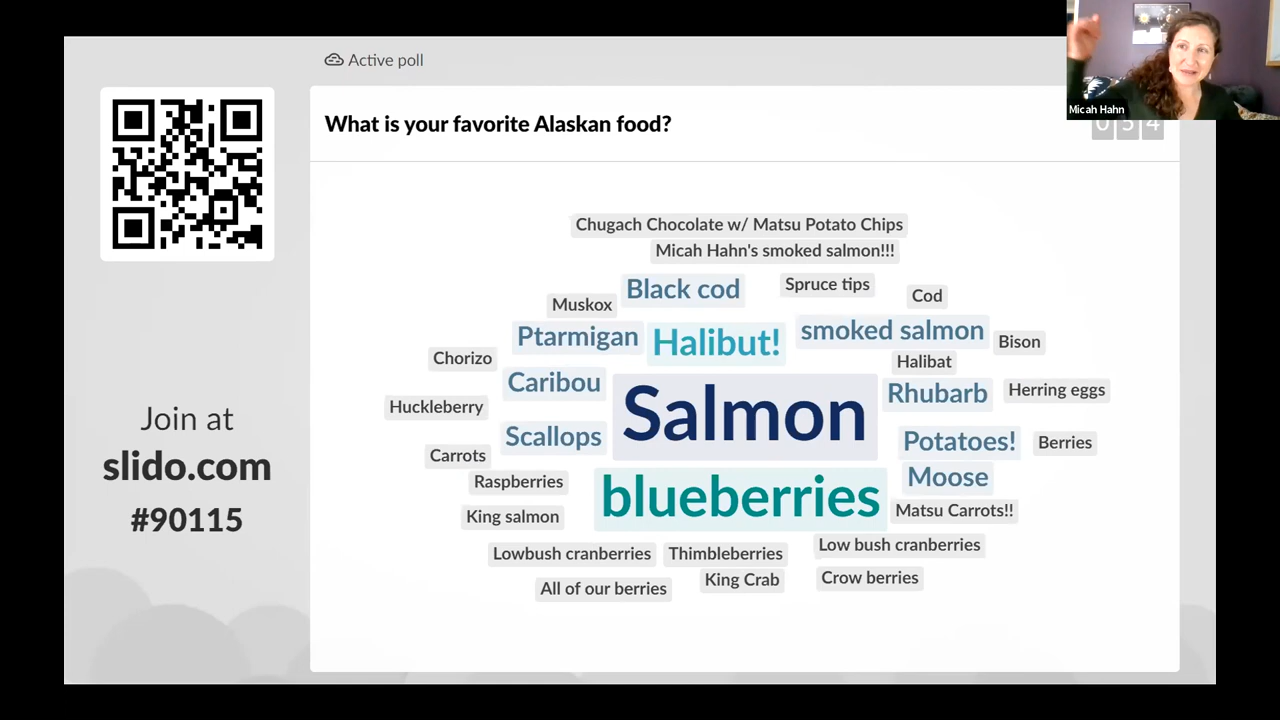 Active poll
What is your favorite Alaskan food?
Micah Hahn
054
Chugach Chocolate w/ Matsu Potato Chips
Micah Hahn's smoked salmon!!!
Black cod
Spruce tips
Cod
Muskox
Ptarmigan
Halibut!
smoked salmon
Bison
Chorizo
Halibat
Caribou
Salmon
Rhubarb
Herring eggs
Huckleberry
Scallops
Potatoes!
Berries
Carrots
Moose
Raspberries
blueberries
King salmon
Matsu Carrots!!
Lowbush cranberries
Thimbleberries
Low bush cranberries
All of our berries
King Crab
Crow berries
Join at
slido.com
#90115